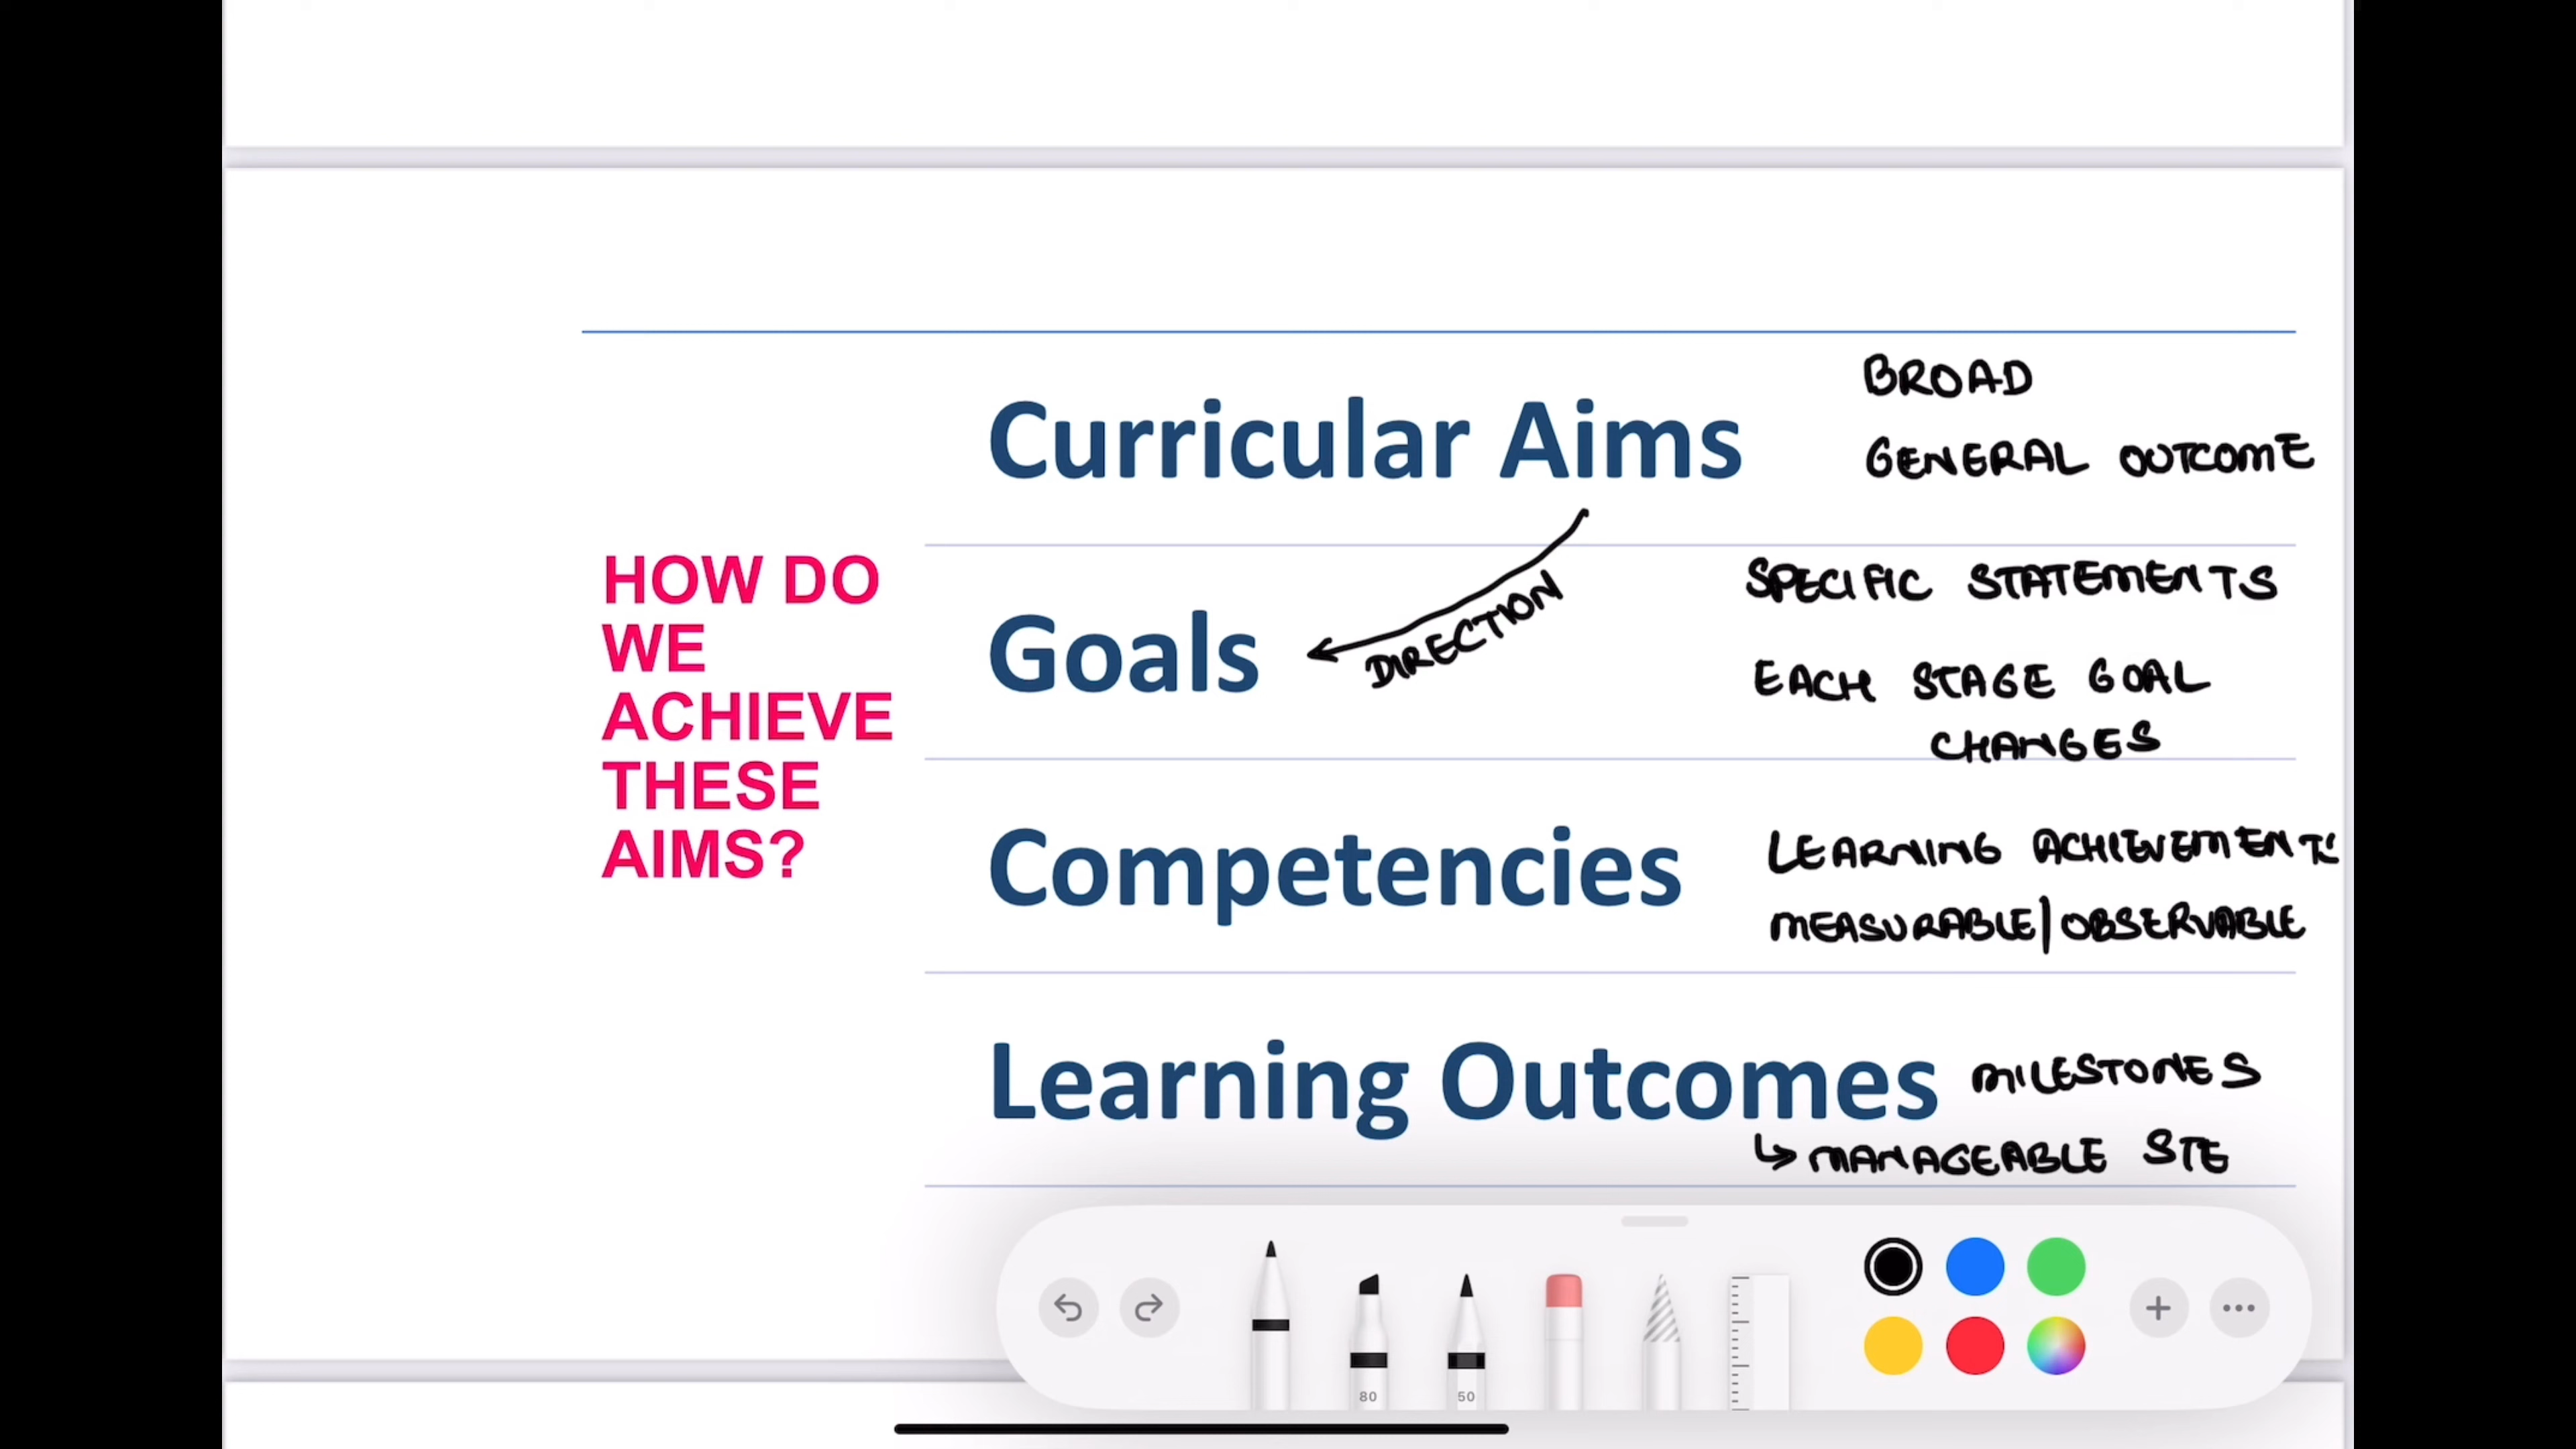 Curricular Aims
BROAD
GENERAL OUTCOME
HOW DO
WE
ACHIEVE
THESE
AIMS?
Goals
DIRECTION
SPECIFIC STATEMENTS
EACH STAGE GOAL
CHANGES
Competencies
LEARNING ACHIEVEMENTS
MEASURABLE/OBSERVABLE
Learning Outcomes
MILESTONES
↳ MANAGEABLE STE
80
50